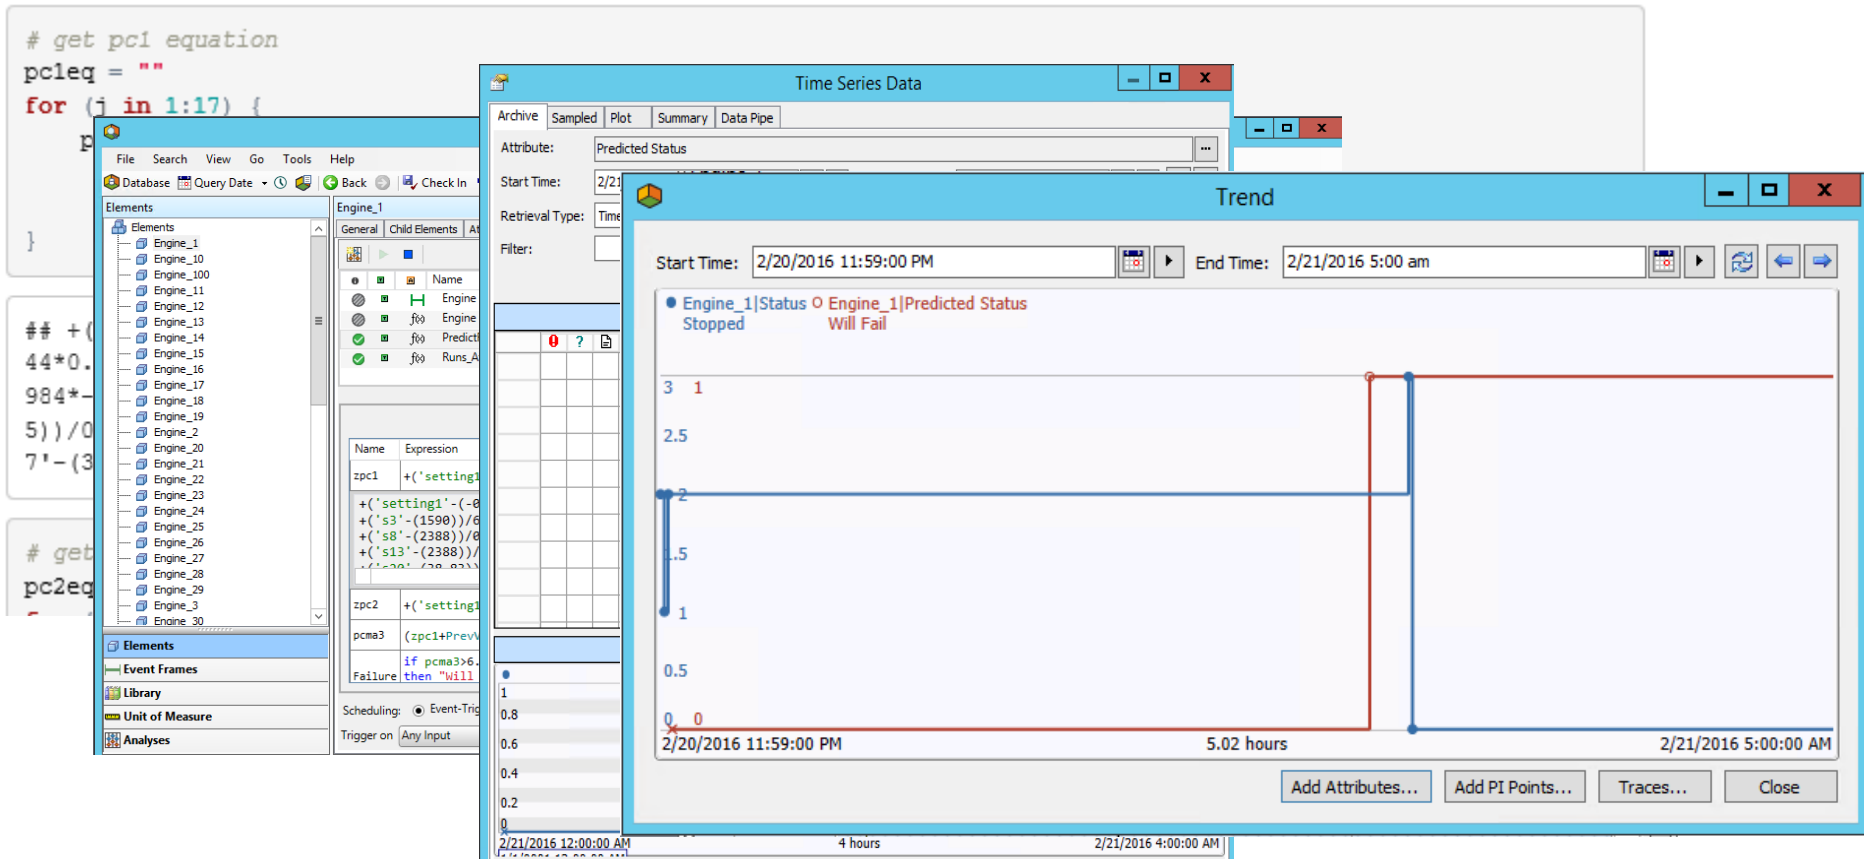 # get pc1 equation
pc1eq = ""
for (j in 1:17) {
p
}
## +(
44*0.
984*-
5))/0
7'-(3
# get
pc2eq
File Search View Go Tools Help
Database Query Date Back Check In
Elements
Elements
Engine_1
Engine_10
Engine_100
Engine_11
Engine_12
Engine_13
Engine_14
Engine_15
Engine_16
Engine_17
Engine_18
Engine_19
Engine_2
Engine_20
Engine_21
Engine_22
Engine_23
Engine_24
Engine_25
Engine_26
Engine_27
Engine_28
Engine_29
Engine_3
Engine_30
Elements
Event Frames
Library
Unit of Measure
Analyses
Engine_1
General Child Elements At
Name
Engine
f(x) Engine
f(x) Predicti
f(x) Runs_A
Name Expression
zpc1 +('setting1
+('setting1'-(-0
+('s3'-(1590))/6
+('s8'-(2388))/0
+('s13'-(2388))/
zpc2 +('setting1
pcma3 (zpc1+PrevV
if pcma3>6.
Failure then "Will
Scheduling: Event-Trig
Trigger on Any Input
Time Series Data
Archive Sampled Plot Summary Data Pipe
Attribute: Predicted Status ...
Start Time: 2/21
Retrieval Type: Time
Filter:
1
0.8
0.6
0.4
0.2
0
2/21/2016 12:00:00 AM 4 hours 2/21/2016 4:00:00 AM
Trend
Start Time: 2/20/2016 11:59:00 PM End Time: 2/21/2016 5:00 am
Engine_1|Status Engine_1|Predicted Status
Stopped Will Fail
3 1
2.5
2
1.5
1
0.5
0 0
2/20/2016 11:59:00 PM 5.02 hours 2/21/2016 5:00:00 AM
Add Attributes... Add PI Points... Traces... Close